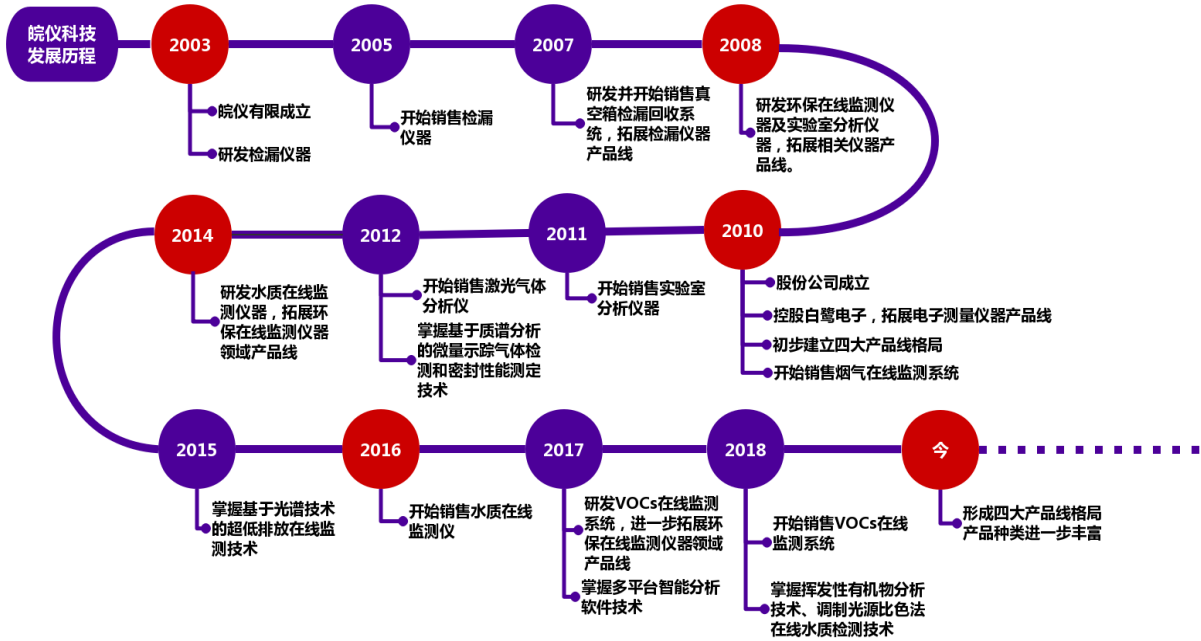 皖仪科技
发展历程
2003
皖仪有限成立
研发检漏仪器
2005
开始销售检漏
仪器
2007
研发并开始销售真
空箱检漏回收系
统，拓展检漏仪器
产品线
2008
研发环保在线监测仪
器及实验室分析仪
器，拓展相关仪器产
品线。
2010
股份公司成立
控股白鹭电子，拓展电子测量仪器产品线
初步建立四大产品线格局
开始销售烟气在线监测系统
2011
开始销售实验室
分析仪器
2012
开始销售激光气体
分析仪
掌握基于质谱分析
的微量示踪气体检
测和密封性能测定
技术
2014
研发水质在线监
测仪器，拓展环
保在线监测仪器
领域产品线
2015
掌握基于光谱技术
的超低排放在线监
测技术
2016
开始销售水质在线
监测仪
2017
研发VOCs在线监测
系统，进一步拓展环
保在线监测仪器领域
产品线
掌握多平台智能分析
软件技术
2018
开始销售VOCs在线
监测系统
掌握挥发性有机物分析
技术、调制光源比色法
在线水质检测技术
今
形成四大产品线格局
产品种类进一步丰富